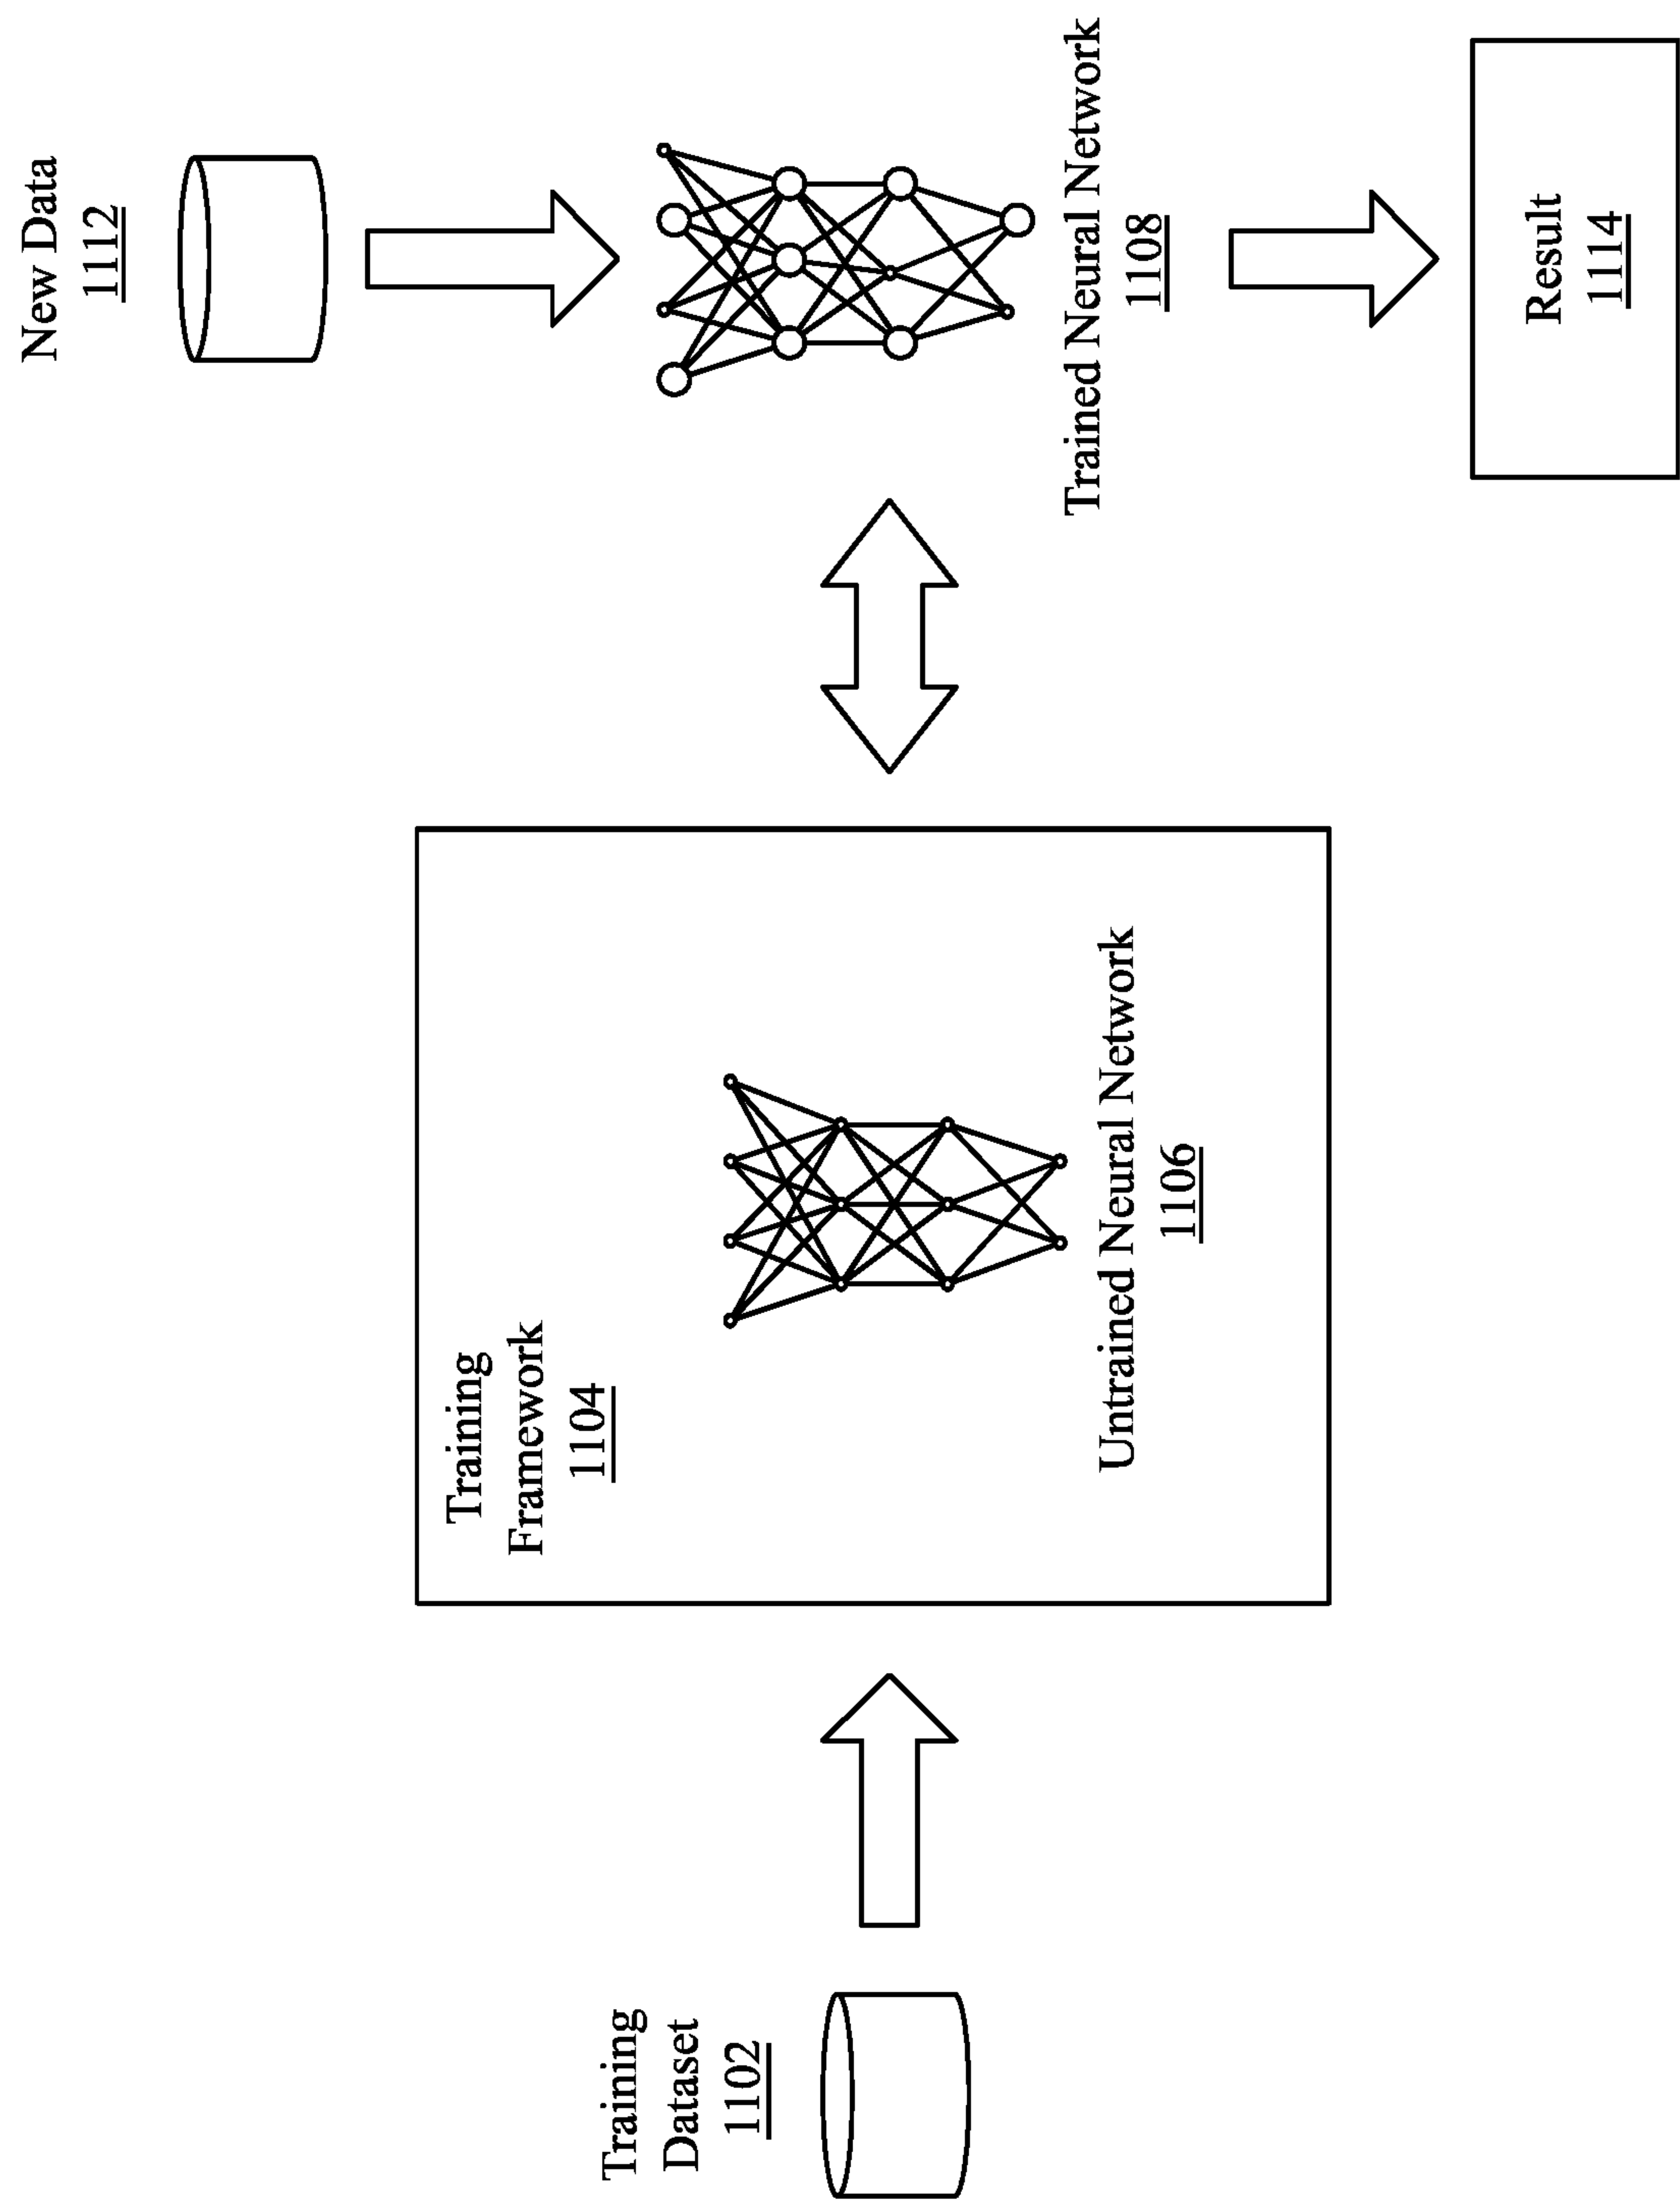 Training
Dataset
1102
Training
Framework
1104
Untrained Neural Network
1106
New Data
1112
Trained Neural Network
1108
Result
1114